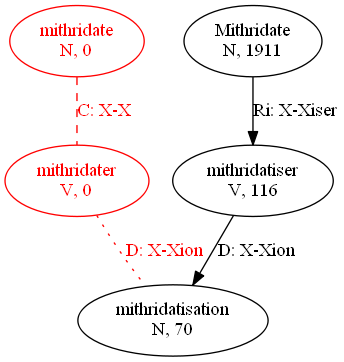 mithridate
N, 0
Mithridate
N, 1911
C: X-X
Ri: X-Xiser
mithridater
V, 0
mithridatiser
V, 116
D: X-Xion
D: X-Xion
mithridatisation
N, 70